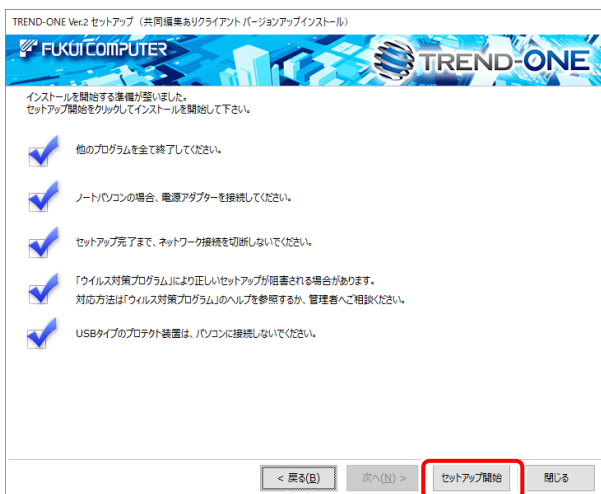 TREND-ONE Ver.2 セットアップ（共同編集ありクライアント バージョンアップインストール）
FUKUI COMPUTER
TREND-ONE
インストールを開始する準備が整いました。
セットアップ開始をクリックしてインストールを開始して下さい。
他のプログラムを全て終了してください。
ノートパソコンの場合、電源アダプターを接続してください。
セットアップ完了まで、ネットワーク接続を切断しないでください。
「ウイルス対策プログラム」により正しいセットアップが阻害される場合があります。
対応方法は「ウィルス対策プログラム」のヘルプを参照するか、管理者へご相談ください。
USBタイプのプロテクト装置は、パソコンに接続しないでください。
< 戻る(B) 次へ(N) > セットアップ開始 閉じる